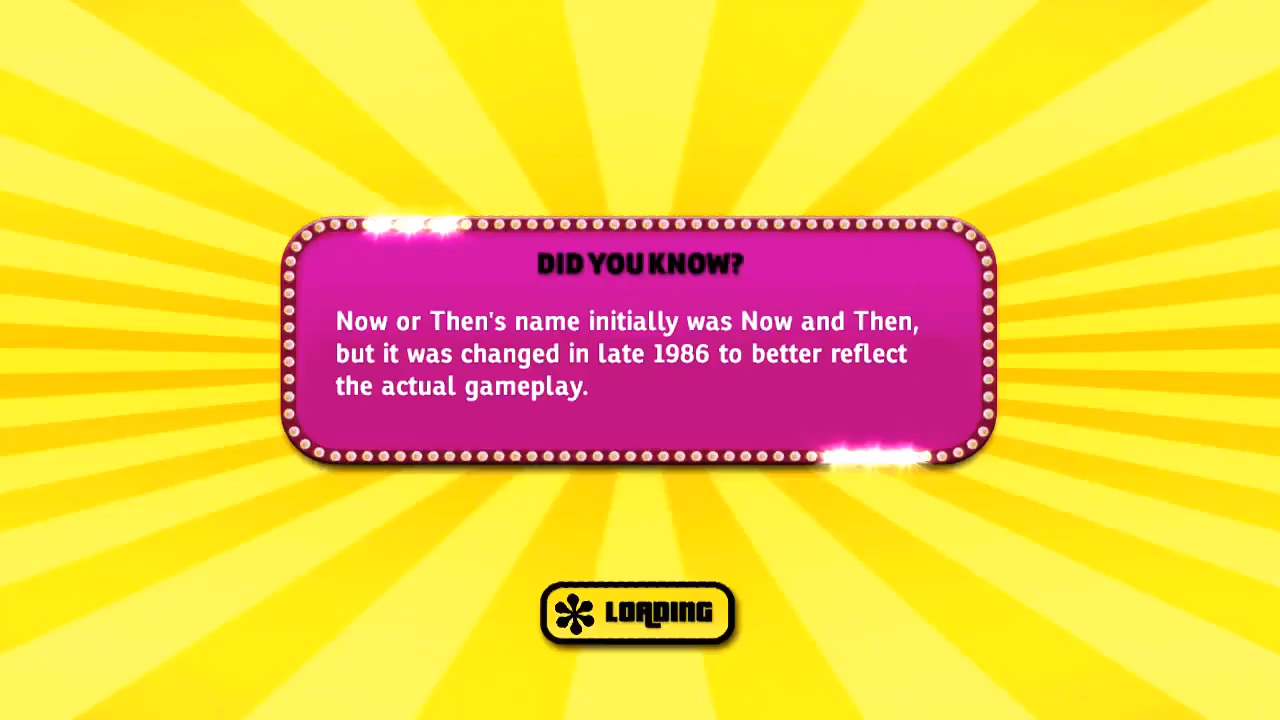 DID YOU KNOW?
Now or Then's name initially was Now and Then,
but it was changed in late 1986 to better reflect
the actual gameplay.
LOADING